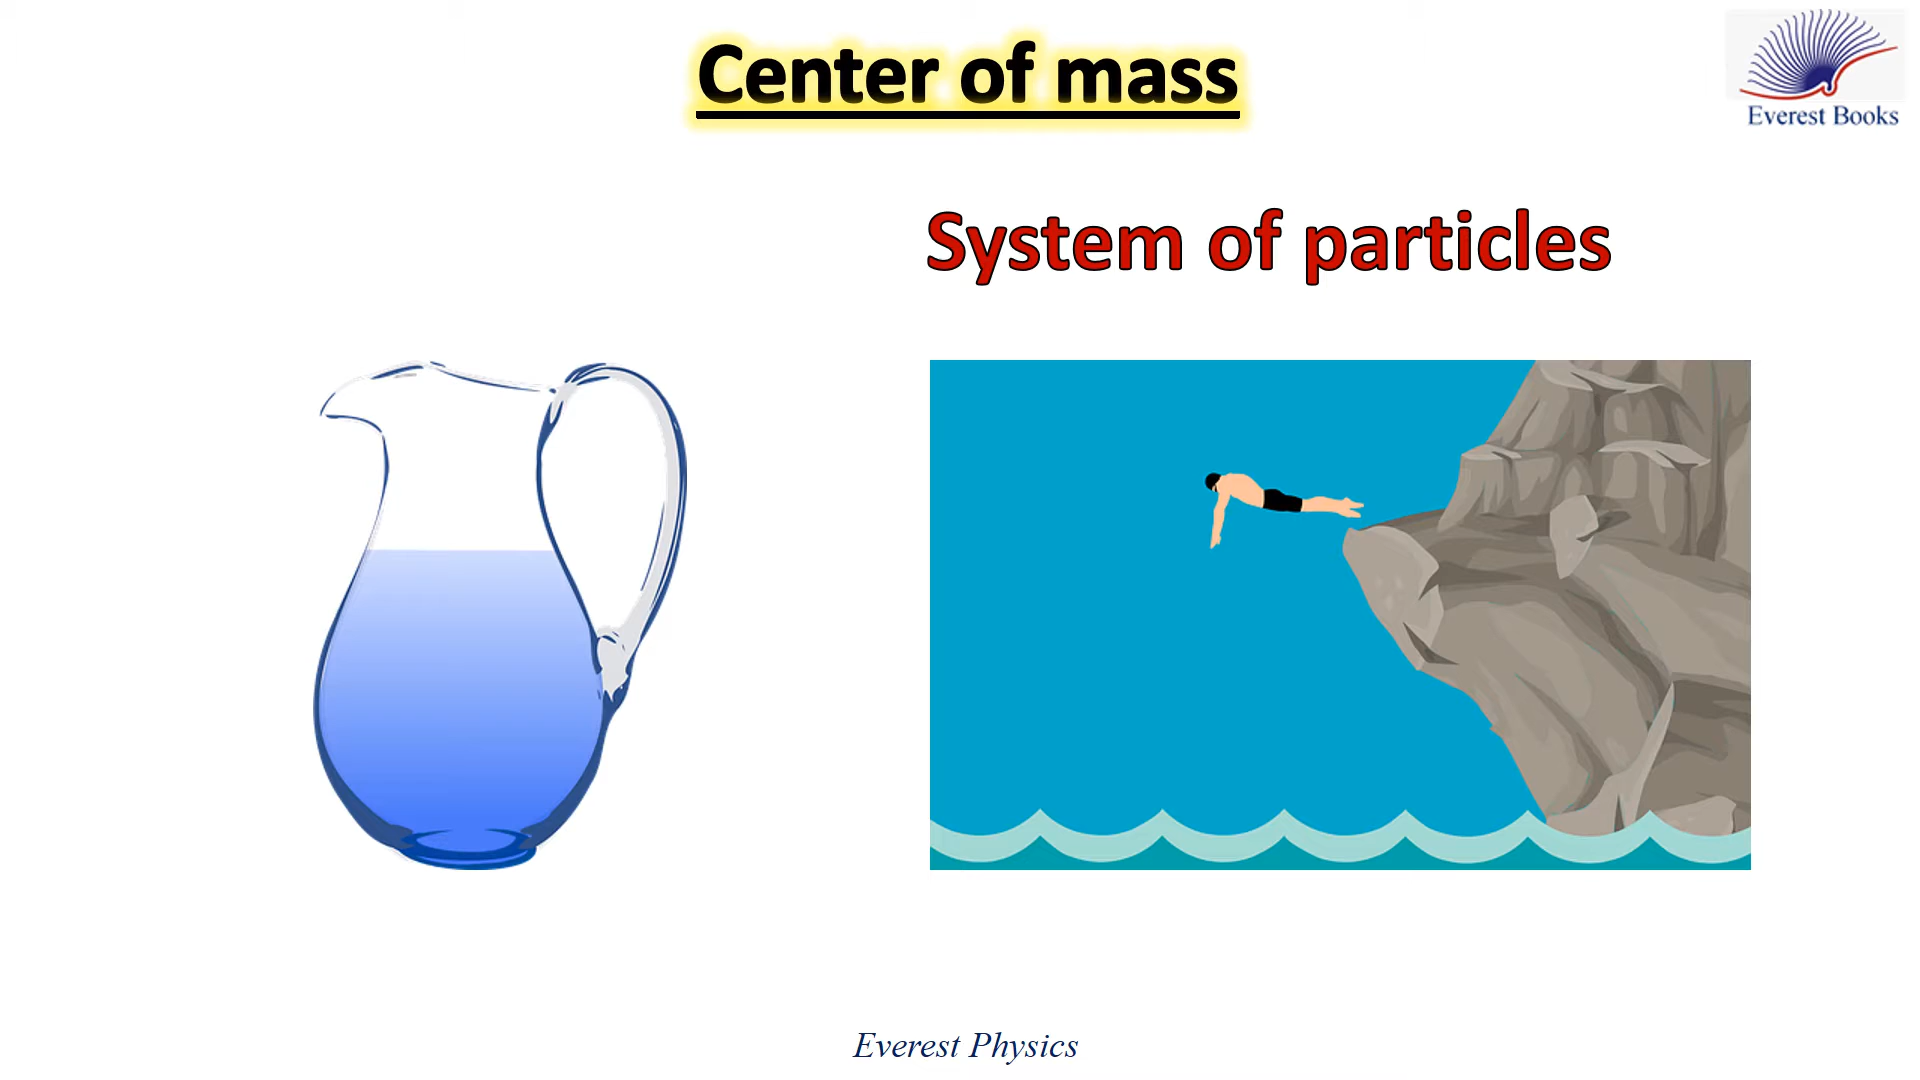 Center of mass
Everest Books
System of particles
Everest Physics